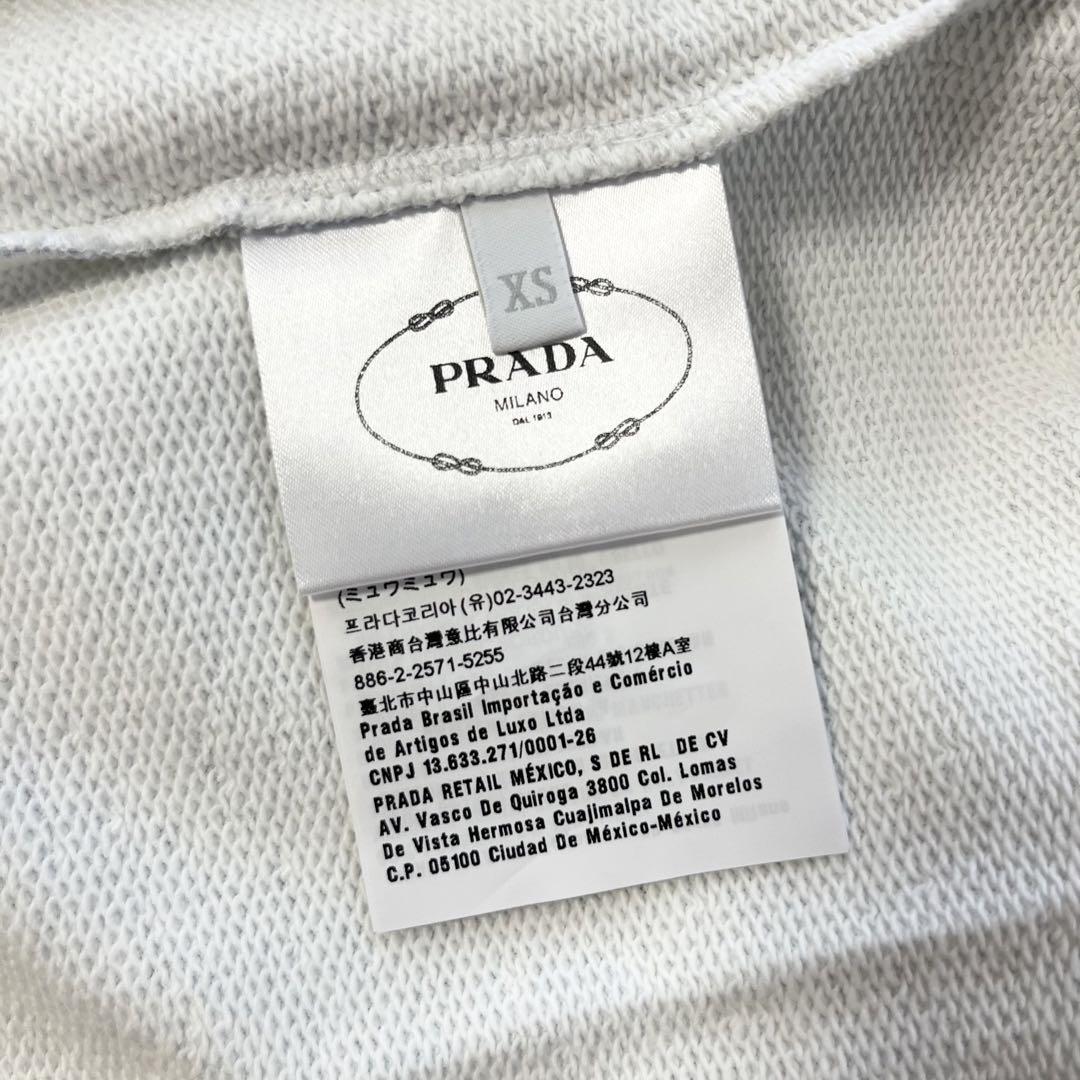 XS
PRADA
MILANO
DAL 1913
(ミュウミュウ)
프라다코리아(유)02-3443-2323
香港商台灣意比有限公司台灣分公司
886-2-2571-5255
臺北市中山區中山北路二段44號12樓A室
Prada Brasil Importação e Comércio
de Artigos de Luxo Ltda
CNPJ 13.633.271/0001-26
PRADA RETAIL MÉXICO, S DE RL DE CV
AV. Vasco De Quiroga 3800 Col. Lomas
De Vista Hermosa Cuajimalpa De Morelos
C.P. 05100 Ciudad De México-México